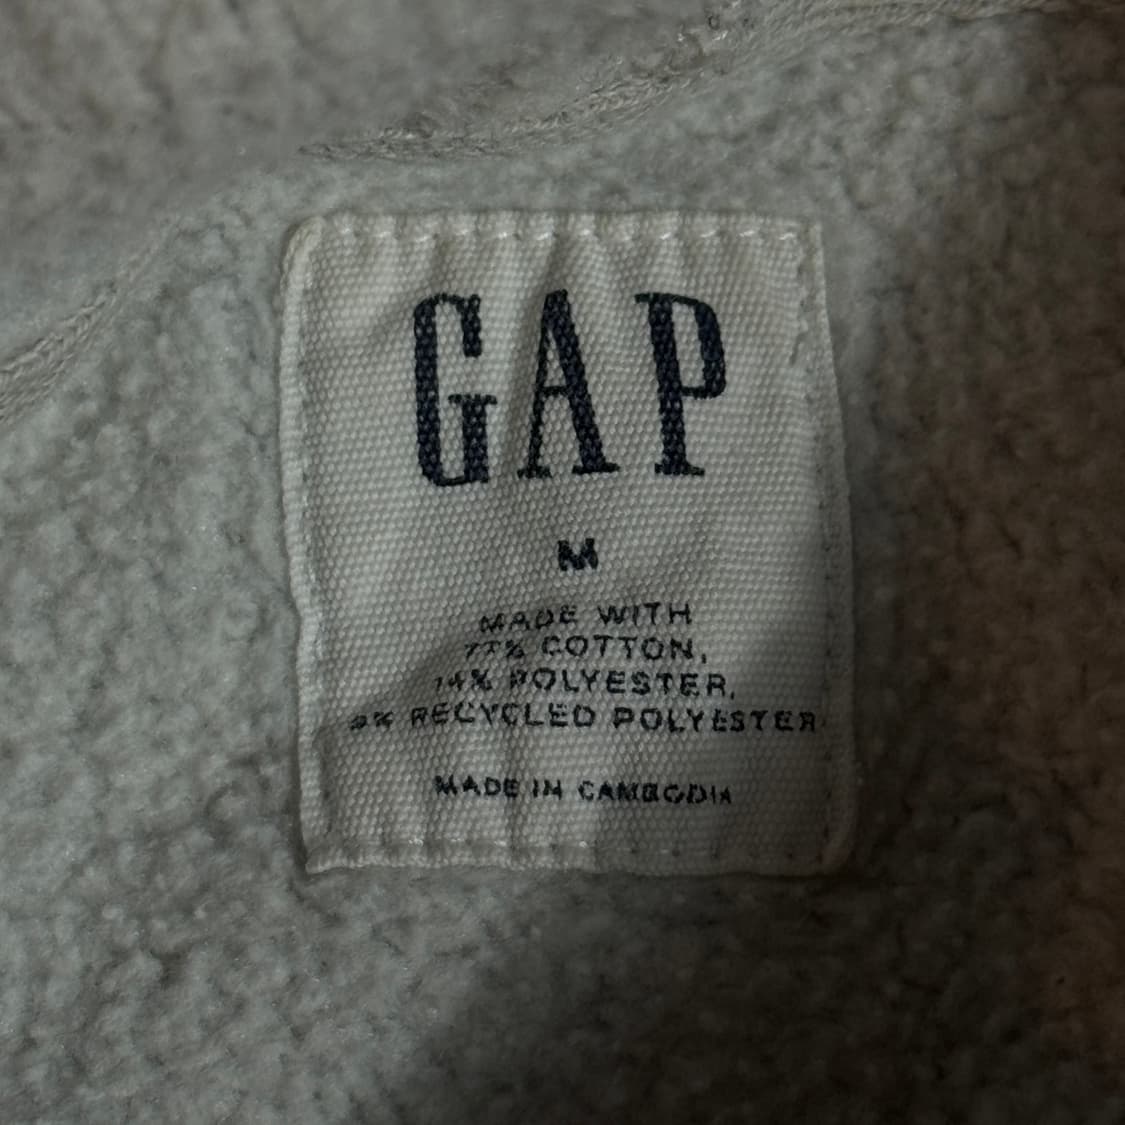 GAP
M
MADE WITH
77% COTTON,
14% POLYESTER,
9% RECYCLED POLYESTER
MADE IN CAMBODIA